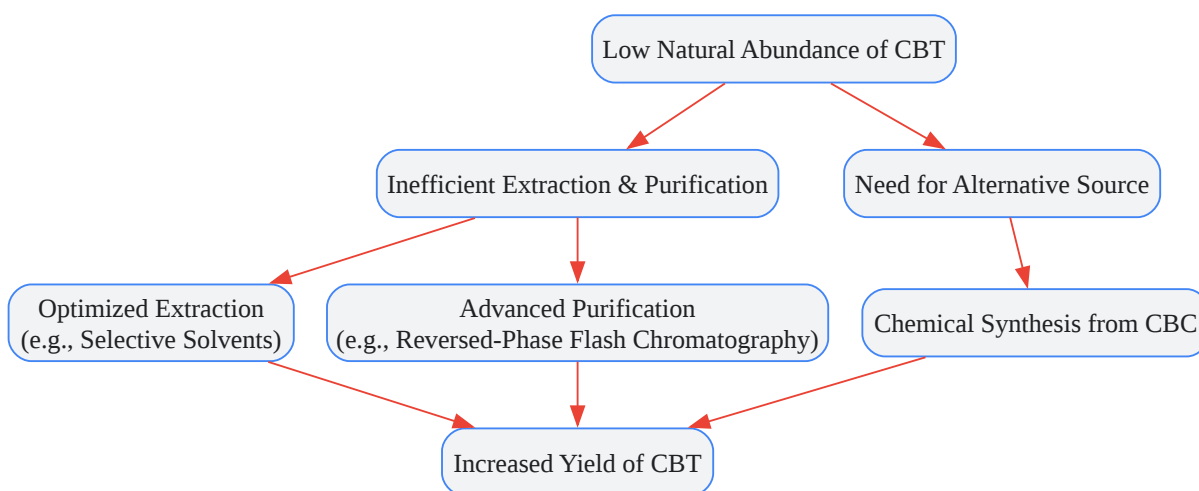 Low Natural Abundance of CBT
Inefficient Extraction & Purification
Need for Alternative Source
Optimized Extraction
(e.g., Selective Solvents)
Advanced Purification
(e.g., Reversed-Phase Flash Chromatography)
Chemical Synthesis from CBC
Increased Yield of CBT